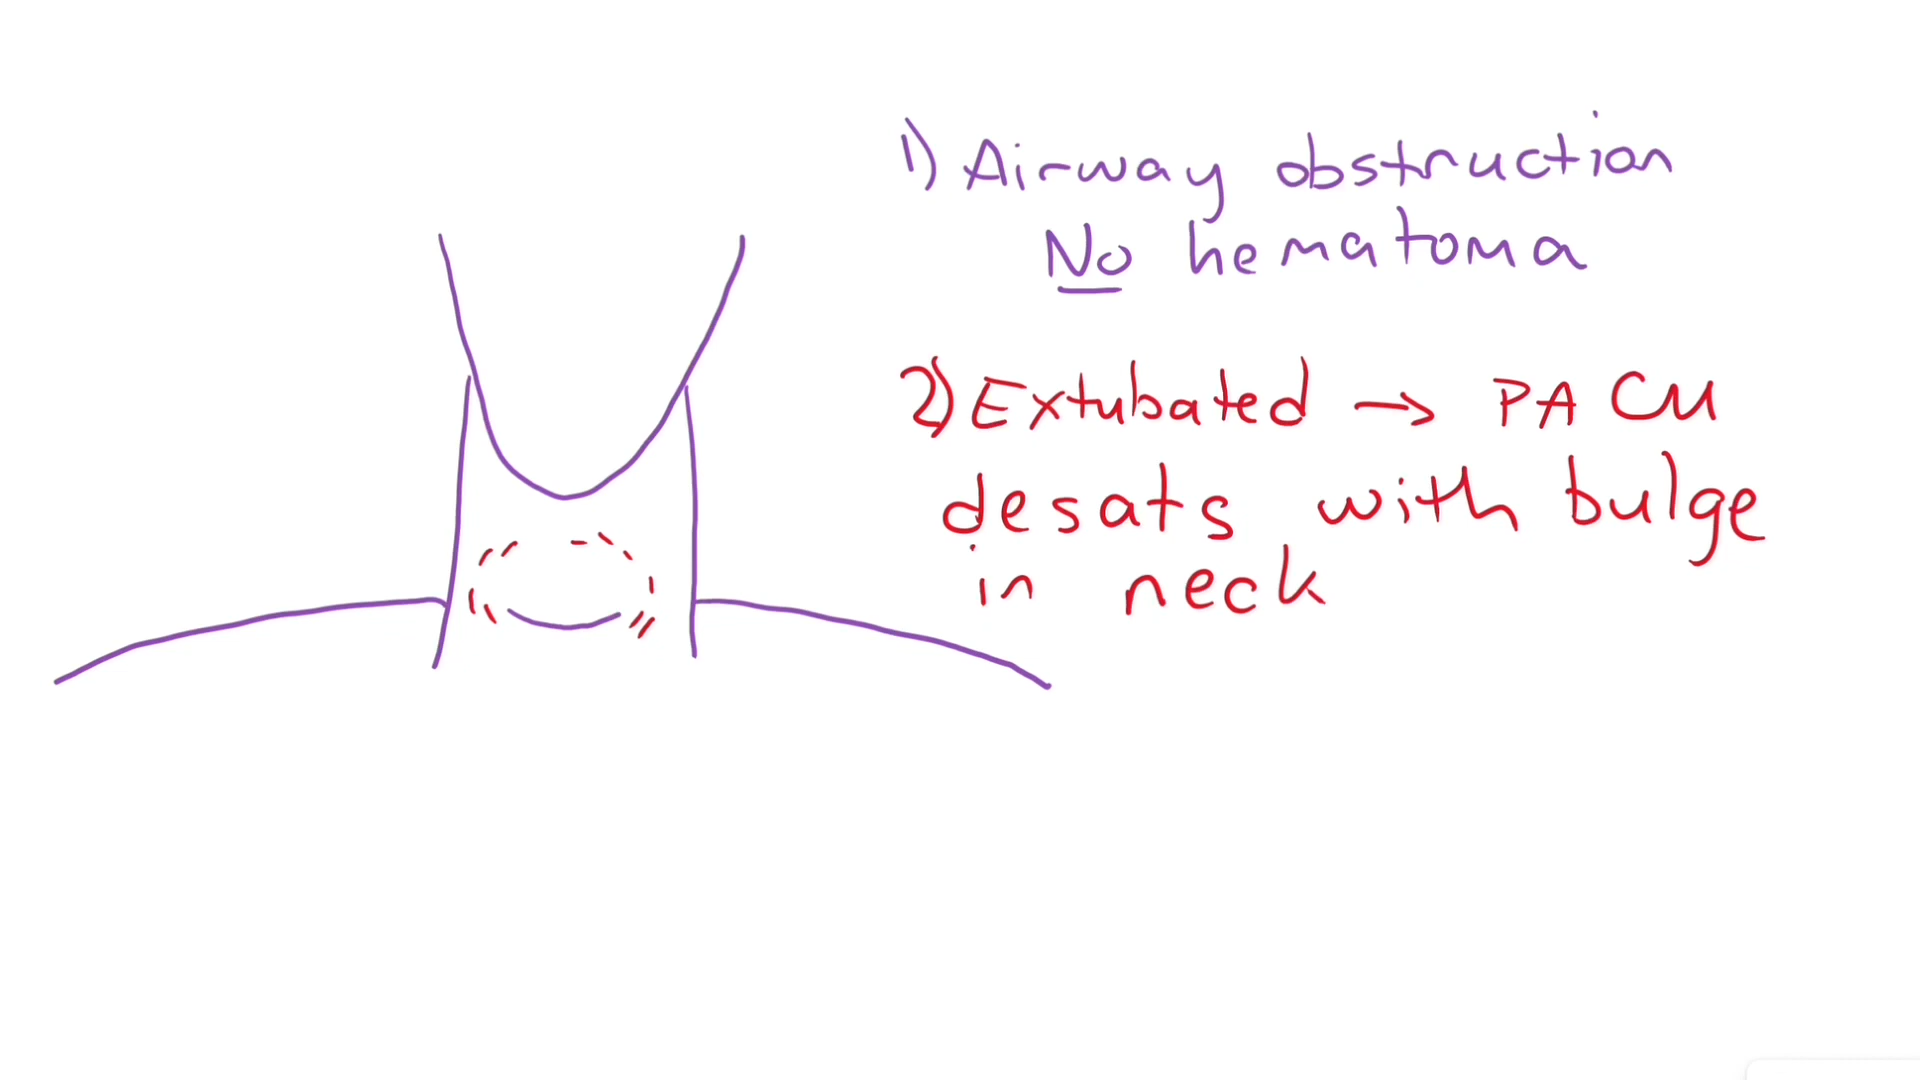 1) Airway obstruction
No hematoma
2) Extubated → PACU
desats with bulge
in neck